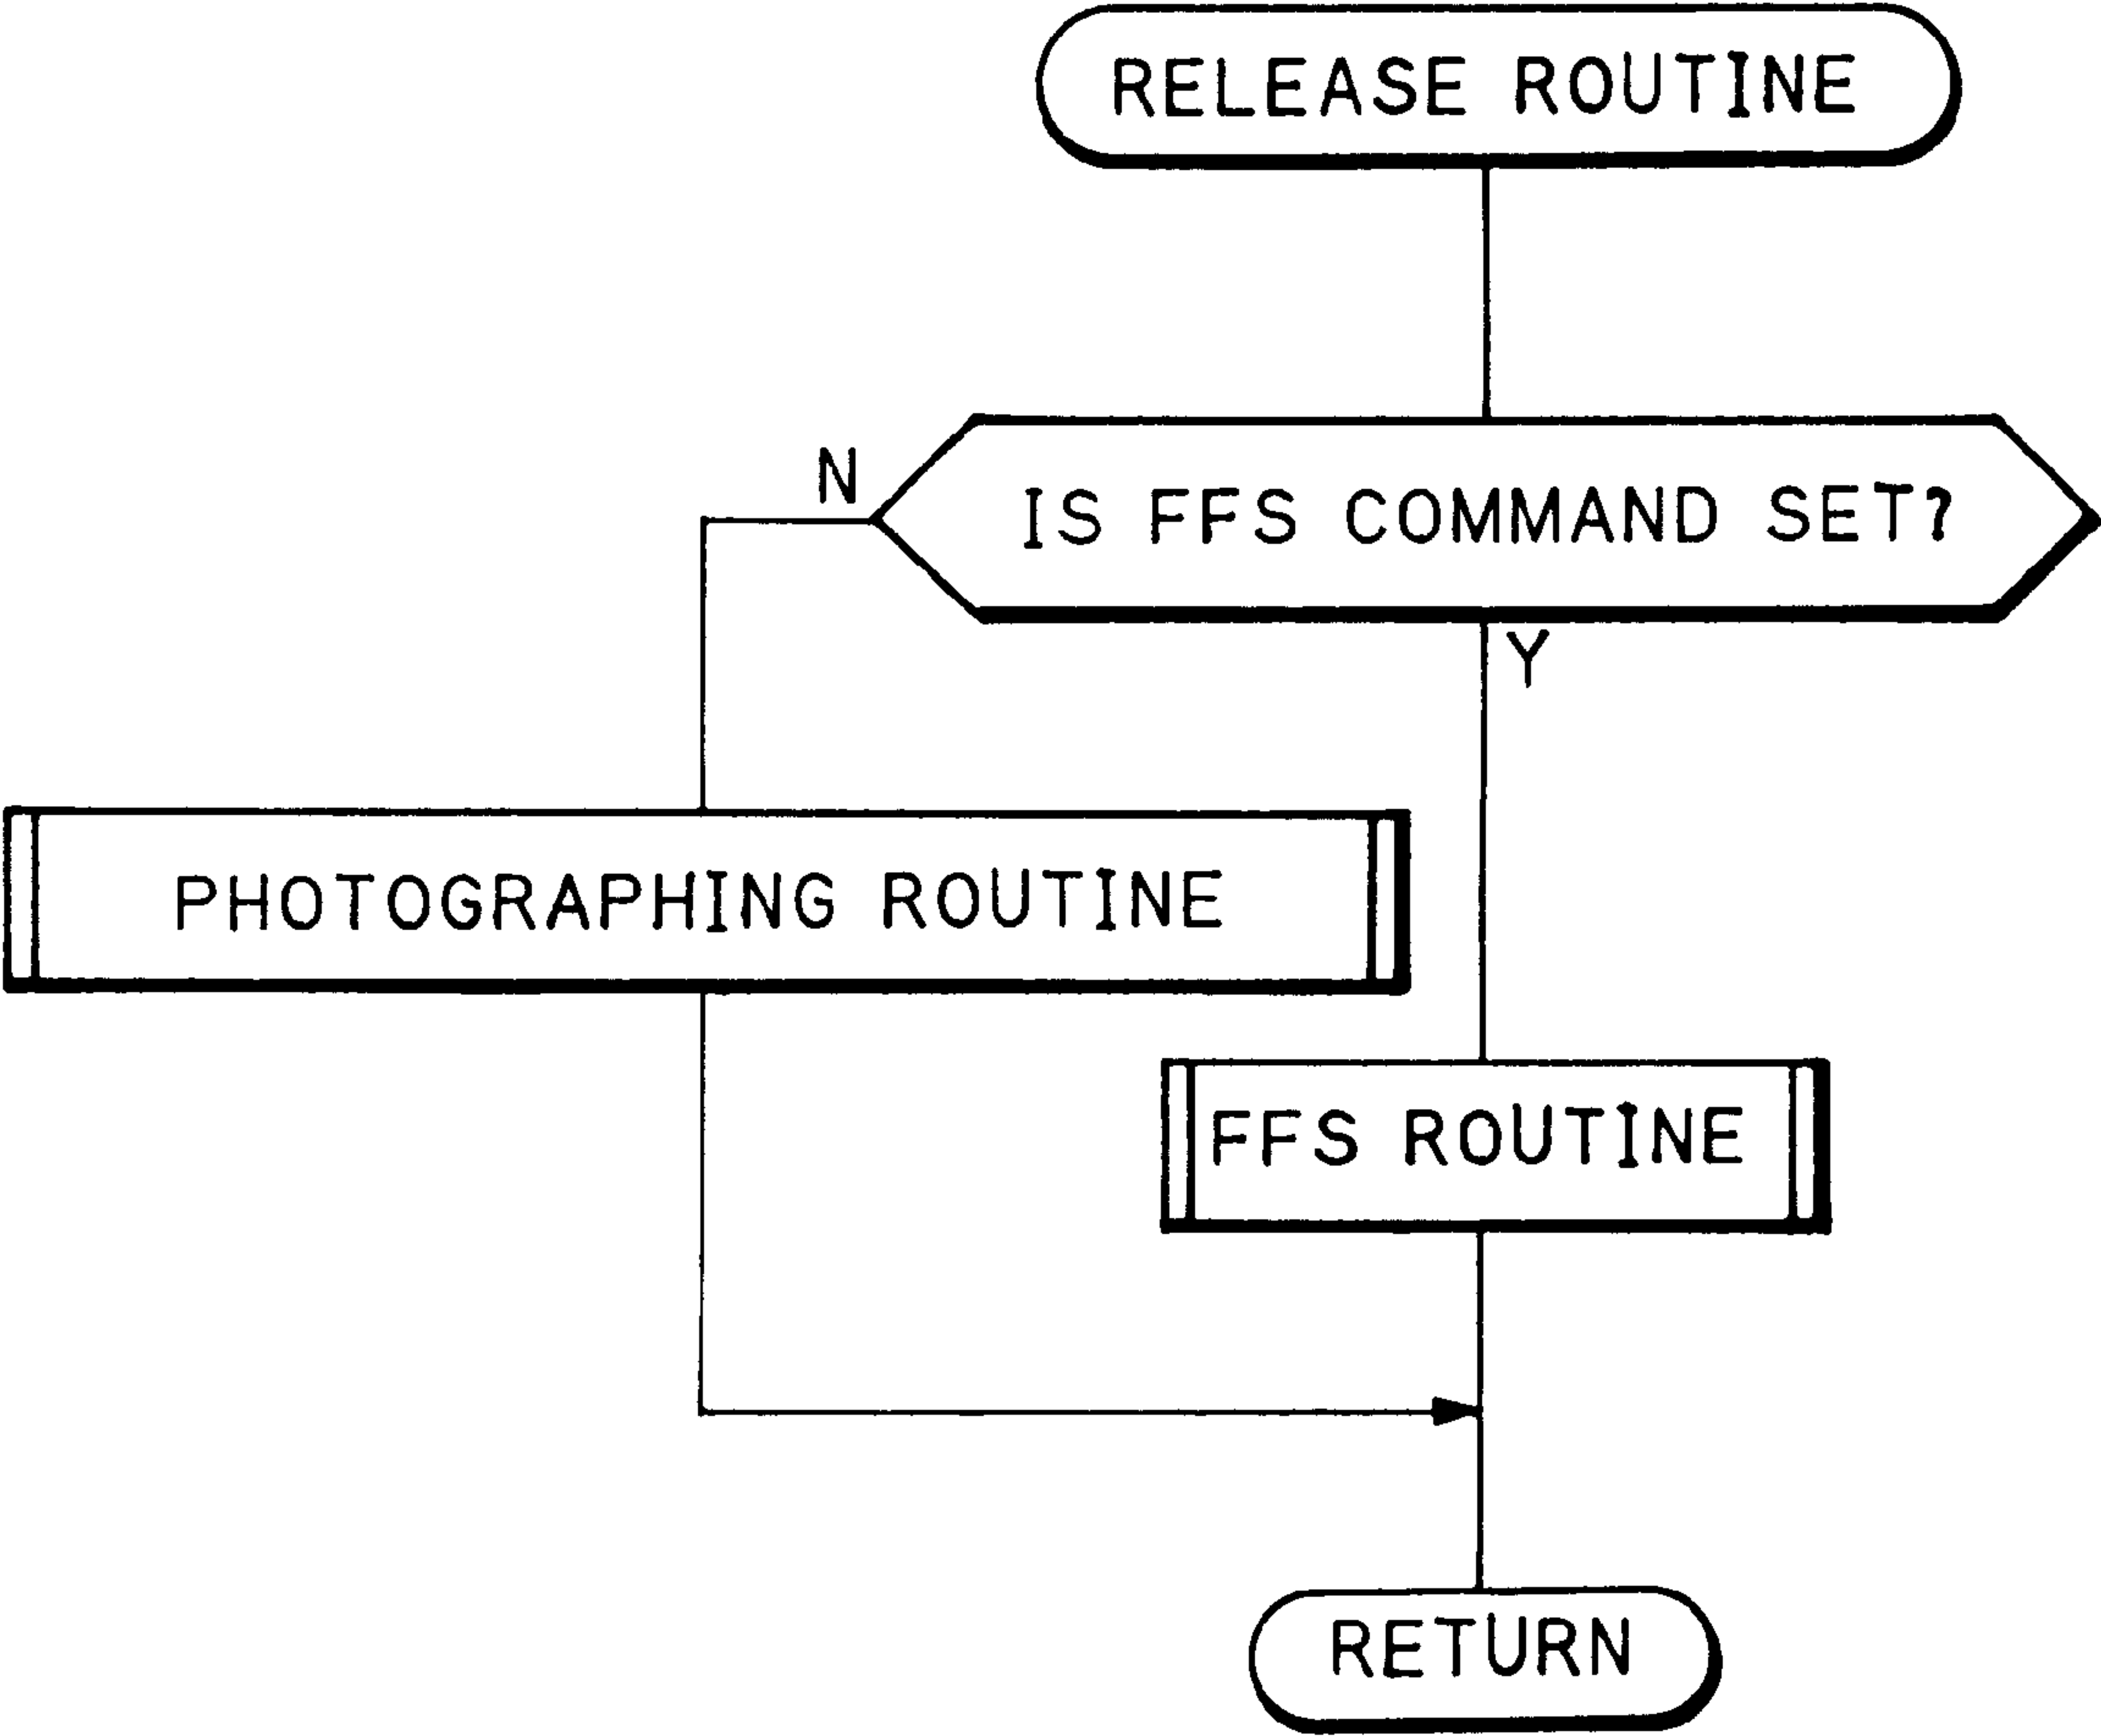 RELEASE ROUTINE
N
IS FFS COMMAND SET?
Y
PHOTOGRAPHING ROUTINE
FFS ROUTINE
RETURN